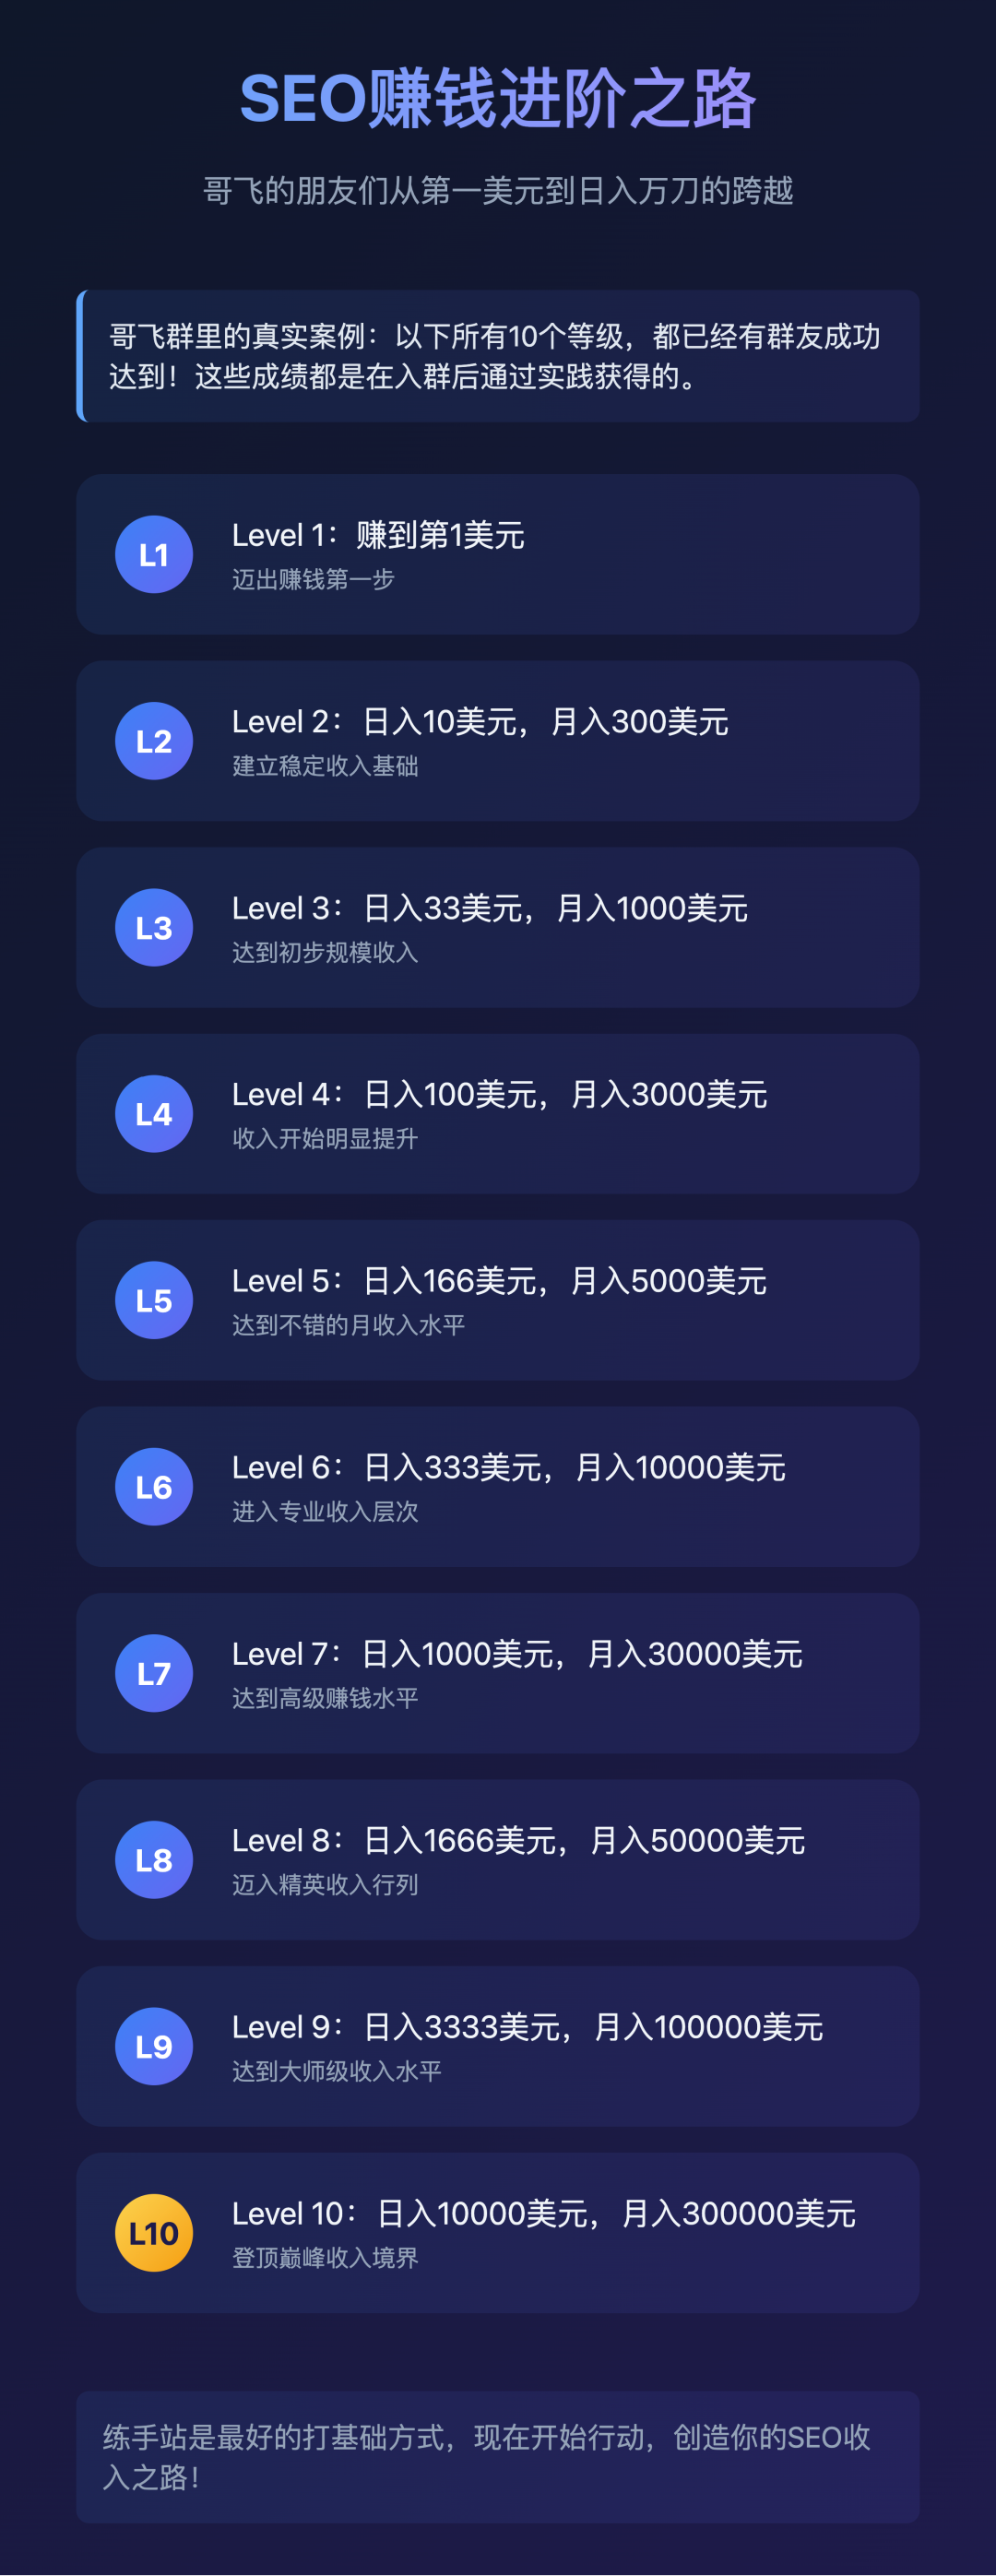 SEO赚钱进阶之路
哥飞的朋友们从第一美元到日入万刀的跨越
哥飞群里的真实案例：以下所有10个等级，都已经有群友成功
达到！这些成绩都是在入群后通过实践获得的。
L1
Level 1：赚到第1美元
迈出赚钱第一步
L2
Level 2：日入10美元，月入300美元
建立稳定收入基础
L3
Level 3：日入33美元，月入1000美元
达到初步规模收入
L4
Level 4：日入100美元，月入3000美元
收入开始明显提升
L5
Level 5：日入166美元，月入5000美元
达到不错的月收入水平
L6
Level 6：日入333美元，月入10000美元
进入专业收入层次
L7
Level 7：日入1000美元，月入30000美元
达到高级赚钱水平
L8
Level 8：日入1666美元，月入50000美元
迈入精英收入行列
L9
Level 9：日入3333美元，月入100000美元
达到大师级收入水平
L10
Level 10：日入10000美元，月入300000美元
登顶巅峰收入境界
练手站是最好的打基础方式，现在开始行动，创造你的SEO收
入之路！